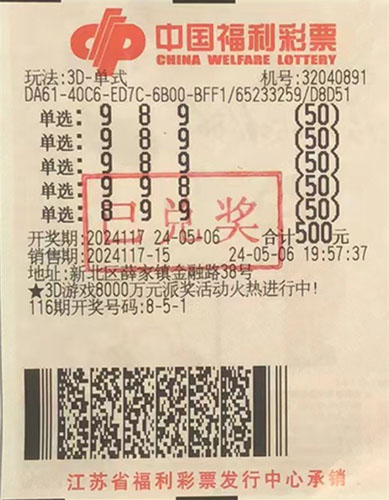 中国福利彩票
CHINA WELFARE LOTTERY
玩法:3D-单式 机号:32040891
DA61-40C6-ED7C-6B00-BFF1/65233259/D8D51
单选: 9 8 9 (50)
单选: 9 8 9 (50)
单选: 9 8 9 (50)
单选: 9 9 8 (50)
单选: 8 9 9 (50)
已兑奖
开奖期:2024117 24-05-06 合计500元
销售期:2024117-15 24-05-06 19:57:37
地址:新北区薛家镇金融路38号
★3D游戏8000万元派奖活动火热进行中!
116期开奖号码:8-5-1
江苏省福利彩票发行中心承销